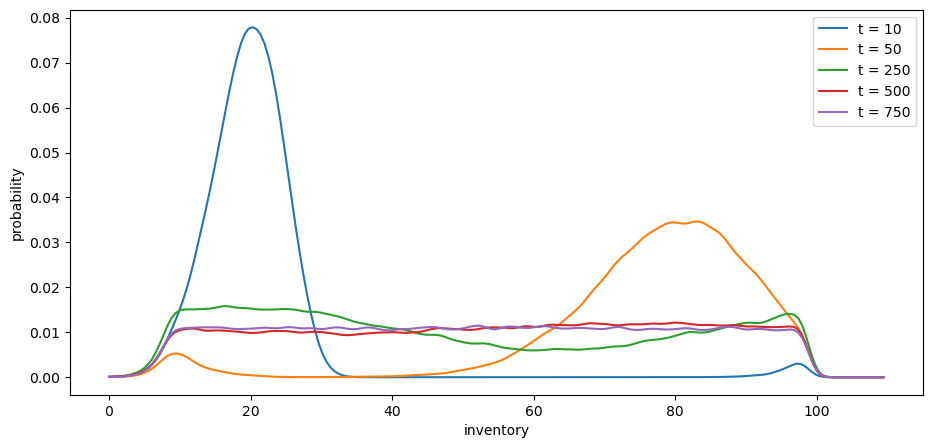 0.08
0.07
0.06
0.05
0.04
0.03
0.02
0.01
0.00
probability
0
20
40
60
80
100
inventory
t = 10
t = 50
t = 250
t = 500
t = 750